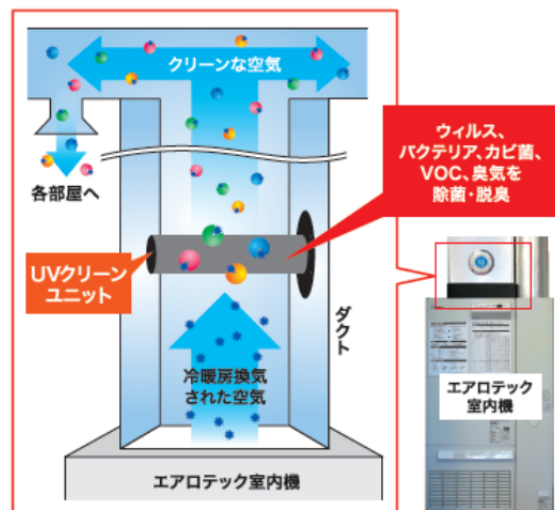 クリーンな空気
各部屋へ
ウィルス、
バクテリア、カビ菌、
VOC、臭気を
除菌・脱臭
UVクリーン
ユニット
ダクト
冷暖房換気
された空気
エアロテック室内機
エアロテック
室内機